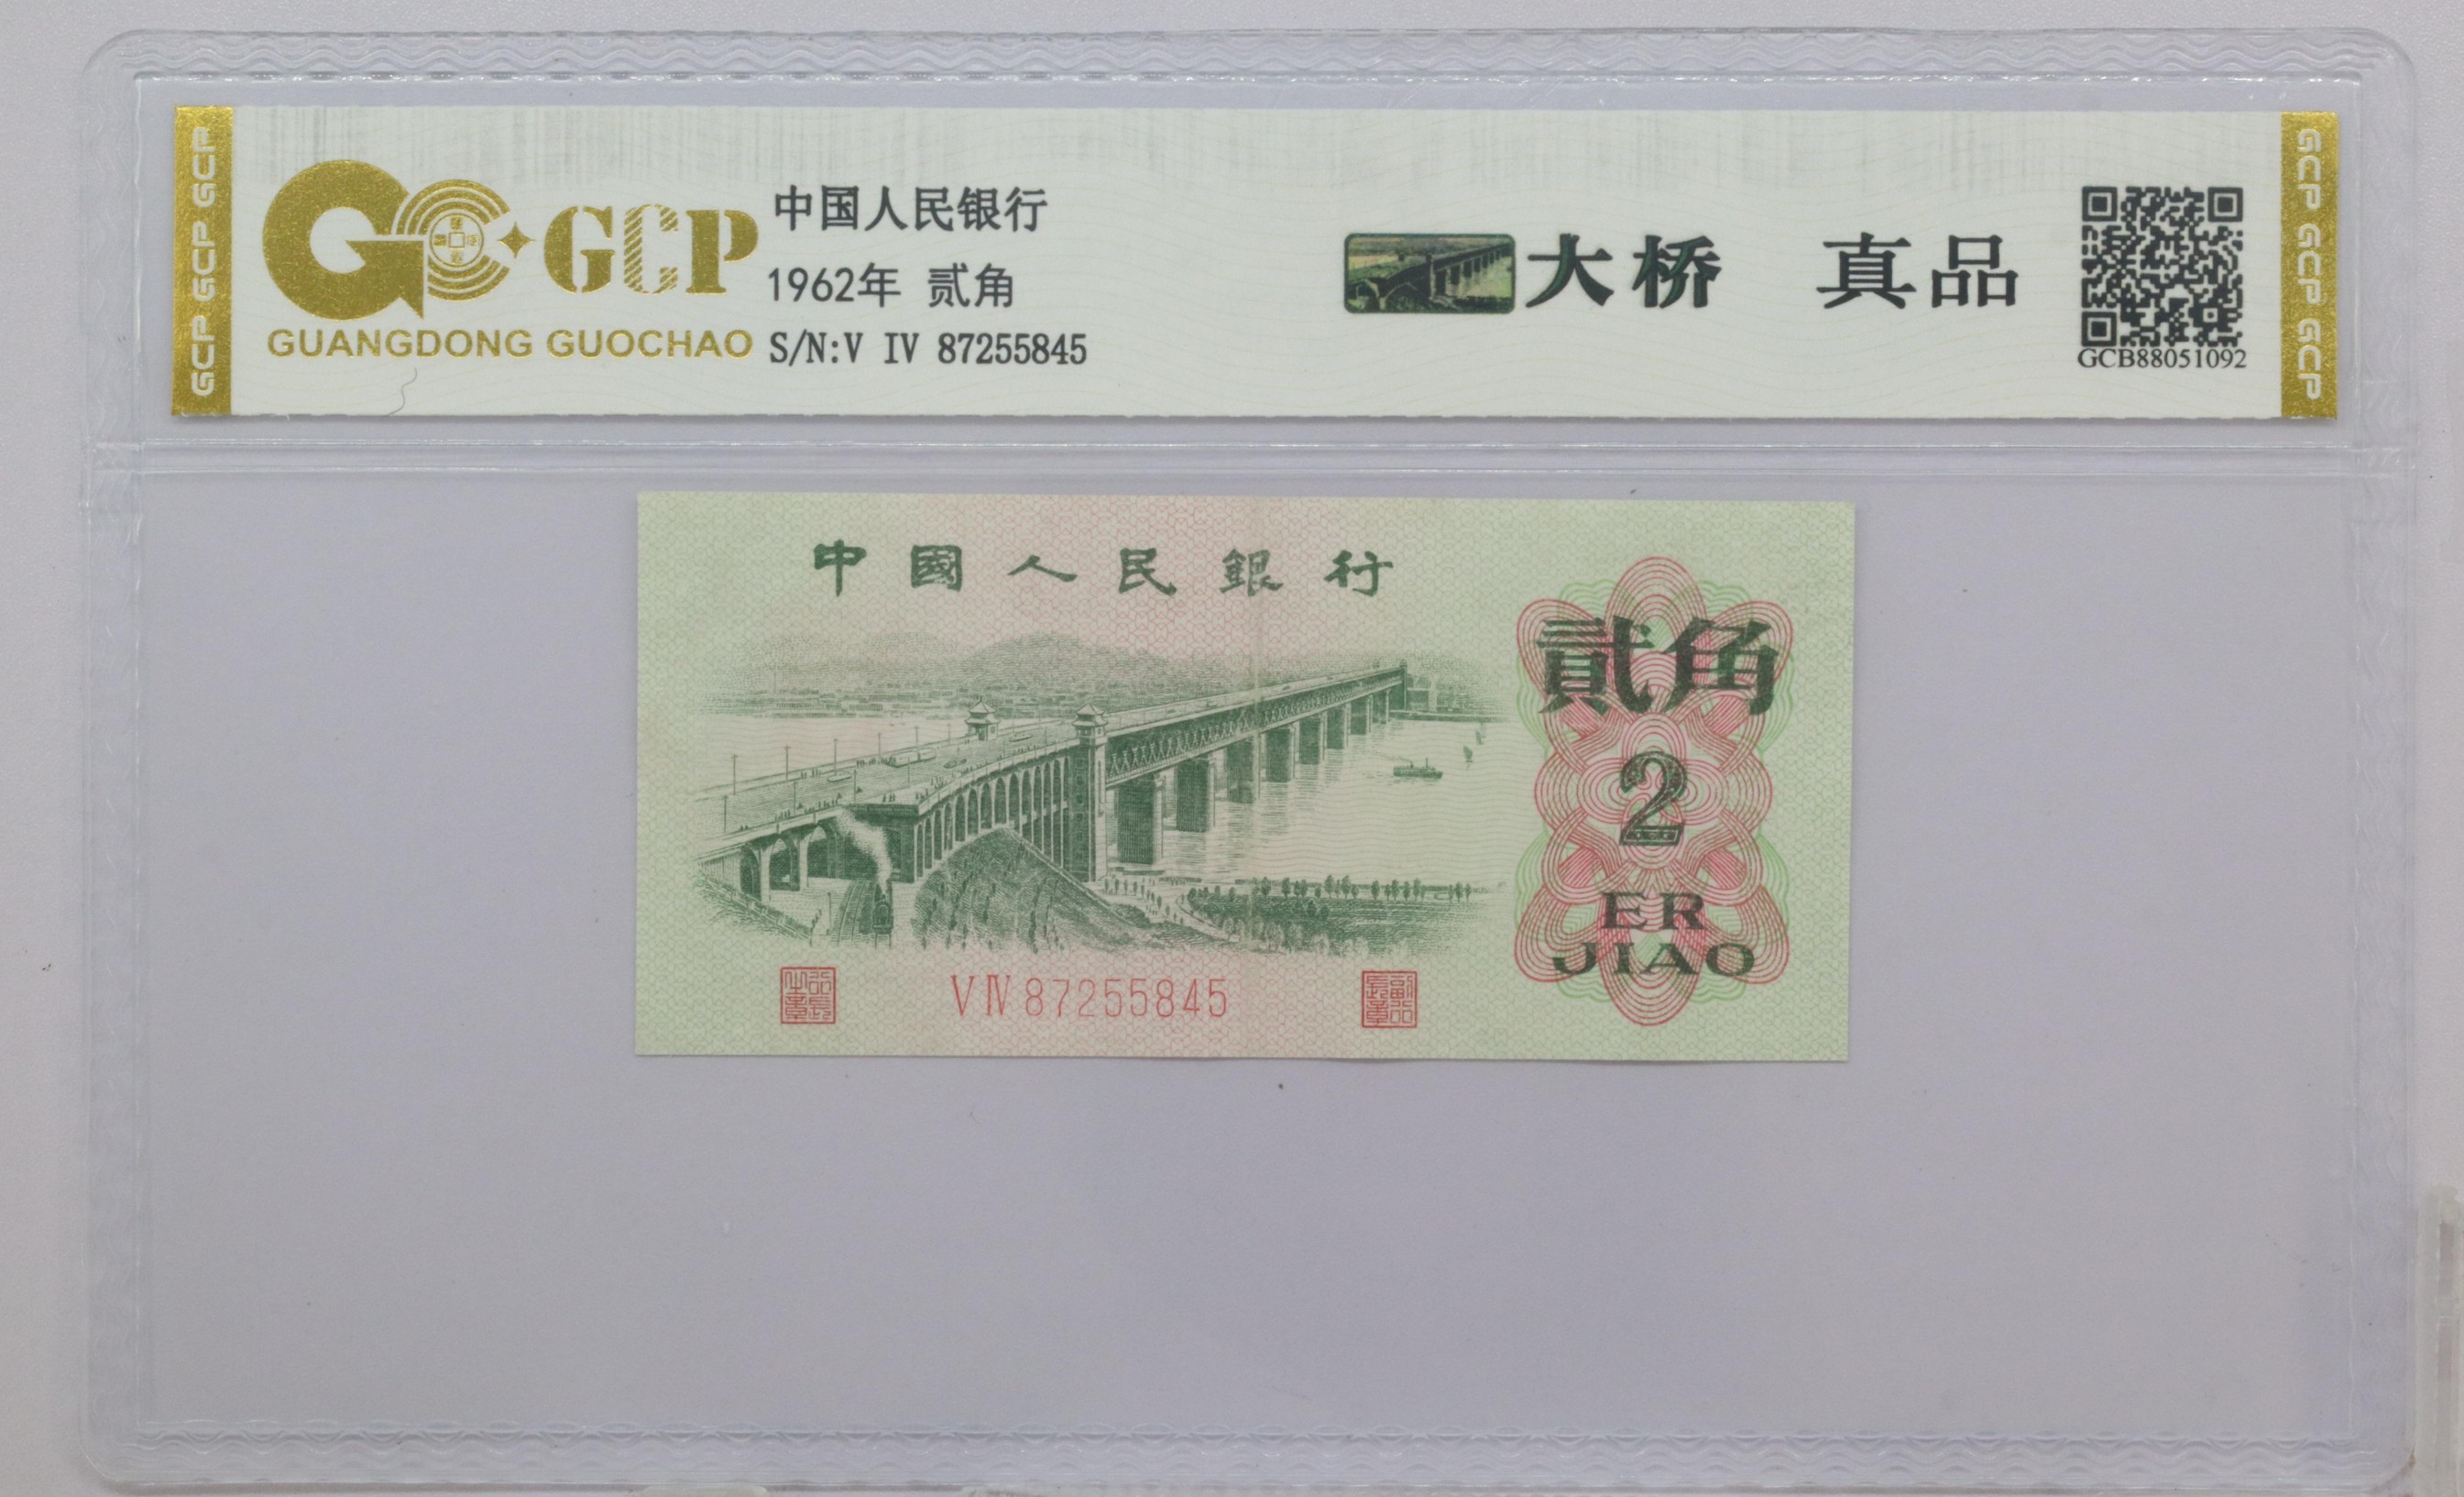 GCP GCP GCP
GCP
GUANGDONG GUOCHAO
中国人民银行
1962年 贰角
S/N:V IV 87255845
大桥 真品
GCB88051092
GCP GCP GCP
中國人民銀行
貳角
2
ER
JIAO
V IV 87255845